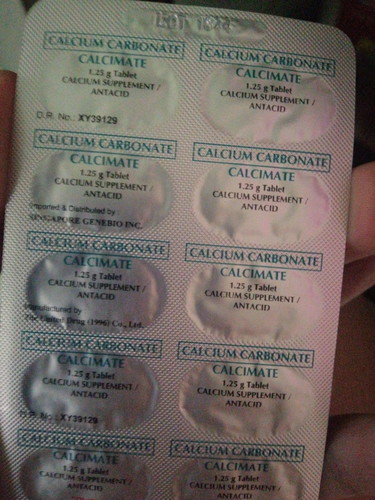 CALCIUM CARBONATE
CALCIMATE
1.25 g Tablet
CALCIUM SUPPLEMENT /
ANTACID
D.R. No.: XY39129
CALCIUM CARBONATE
CALCIMATE
1.25 g Tablet
CALCIUM SUPPLEMENT /
ANTACID
CALCIUM CARBONATE
CALCIMATE
1.25 g Tablet
CALCIUM SUPPLEMENT /
ANTACID
Imported & Distributed by :
SINGAPORE GENEBIO INC.
CALCIUM CARBONATE
CALCIMATE
1.25 g Tablet
CALCIUM SUPPLEMENT /
ANTACID
CALCIUM CARBONATE
CALCIMATE
1.25 g Tablet
CALCIUM SUPPLEMENT /
ANTACID
Manufactured by
Drug (1996) Co., Ltd.
CALCIUM CARBONATE
CALCIMATE
1.25 g Tablet
CALCIUM SUPPLEMENT /
ANTACID
CALCIUM CARBONATE
CALCIMATE
1.25 g Tablet
CALCIUM SUPPLEMENT /
ANTACID
D.R. No.: XY39129
CALCIUM CARBONATE
CALCIMATE
1.25 g Tablet
CALCIUM SUPPLEMENT /
ANTACID
CALCIUM CARBONATE
CALCIMATE
1.25 g Tablet
CALCIUM SUPPLEMENT /
ANTACID
CALCIUM CARBONATE
CALCIMATE
1.25 g Tablet
CALCIUM SUPPLEMENT /
ANTACID